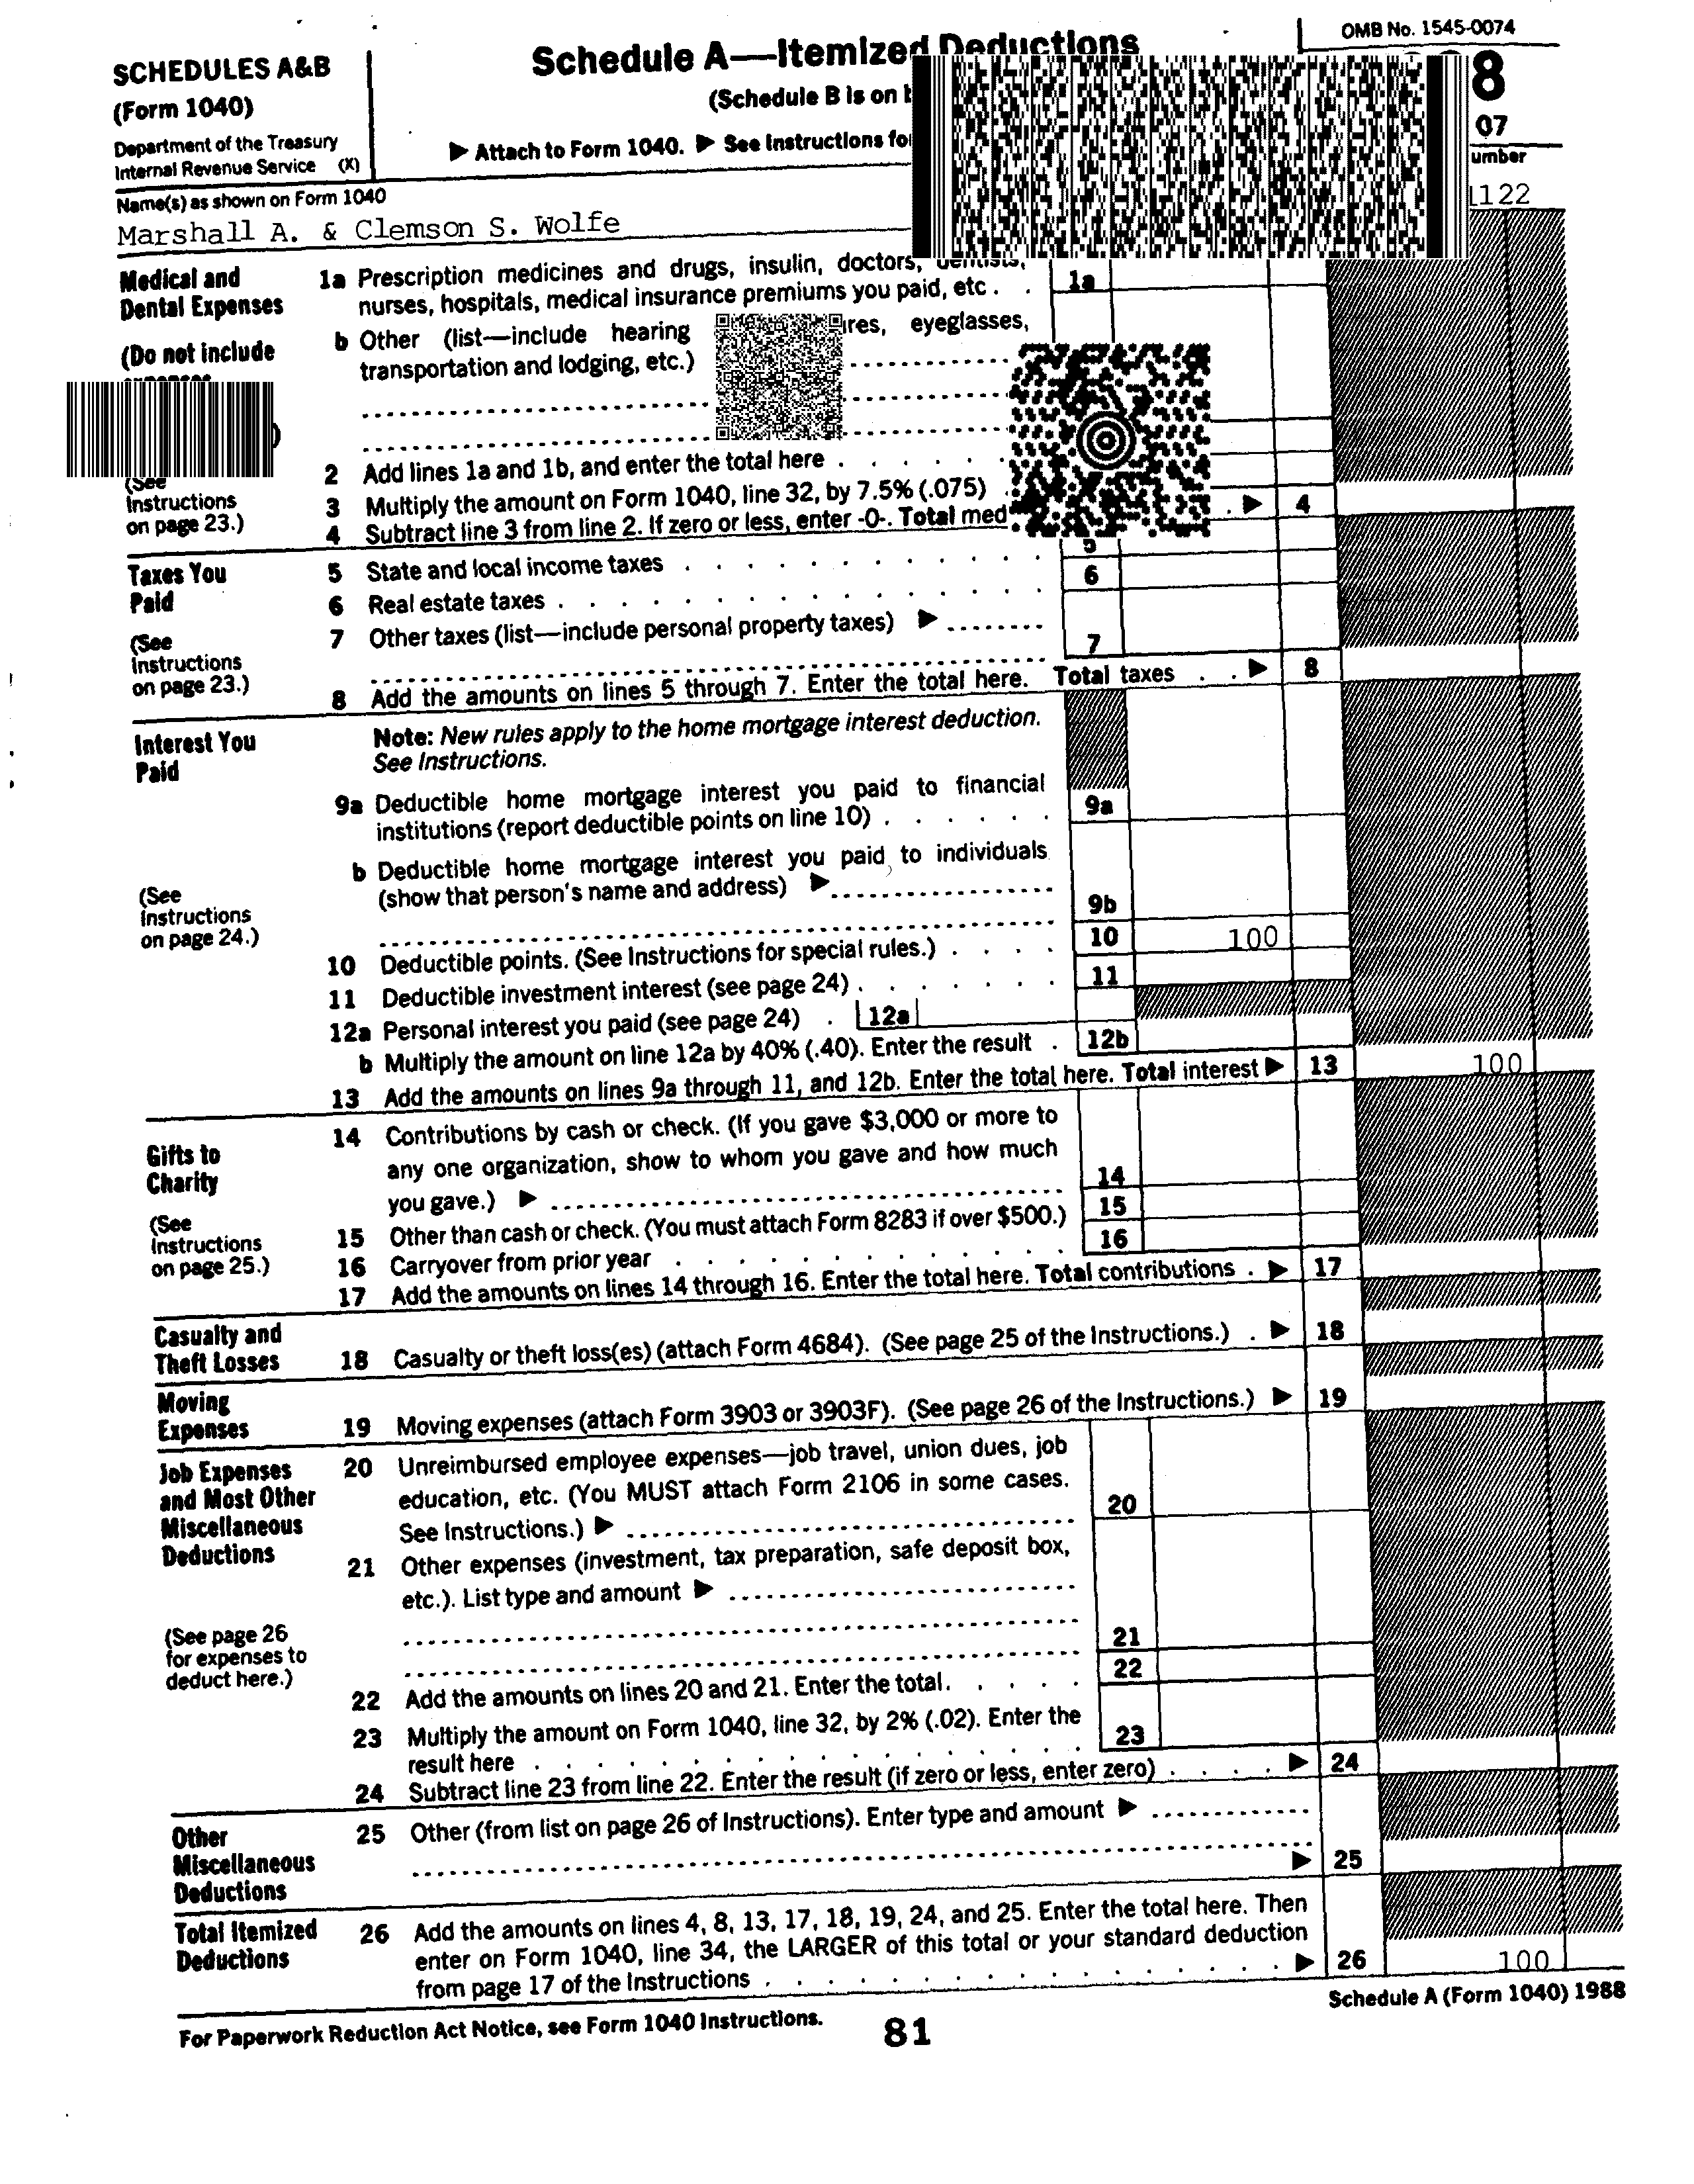 OMB No. 1545-0074
SCHEDULES A&B
(Form 1040)
Department of the Treasury
Internal Revenue Service (X)
Schedule A—Itemized Deductions
(Schedule B is on
▶ Attach to Form 1040. ▶ See Instructions for
8
07
Name(s) as shown on Form 1040
Marshall A. & Clemson S. Wolfe
122
Medical and
Dental Expenses
(Do not include
(See
Instructions
on page 23.)
1a Prescription medicines and drugs, insulin, doctors, dentists,
nurses, hospitals, medical insurance premiums you paid, etc . . 1a
b Other (list—include hearing eyeglasses,
transportation and lodging, etc.)
2 Add lines 1a and 1b, and enter the total here . . . . . .
3 Multiply the amount on Form 1040, line 32, by 7.5% (.075)
4 Subtract line 3 from line 2. If zero or less, enter -0-. Total med . ▶ 4
Taxes You
Paid
(See
Instructions
on page 23.)
5 State and local income taxes . . . . . . . . . . 5
6 Real estate taxes . . . . . . . . . . . . . . 6
7 Other taxes (list—include personal property taxes) ▶ 7
8 Add the amounts on lines 5 through 7. Enter the total here. Total taxes . . ▶ 8
Interest You
Paid
(See
Instructions
on page 24.)
Note: New rules apply to the home mortgage interest deduction.
See Instructions.
9a Deductible home mortgage interest you paid to financial
institutions (report deductible points on line 10) . . . . . . 9a
b Deductible home mortgage interest you paid to individuals
(show that person's name and address) ▶
9b
10 Deductible points. (See Instructions for special rules.) . . . . 10 100
11 Deductible investment interest (see page 24) . . . . . . . 11
12a Personal interest you paid (see page 24) . 12a
b Multiply the amount on line 12a by 40% (.40). Enter the result . 12b
13 Add the amounts on lines 9a through 11, and 12b. Enter the total here. Total interest ▶ 13 100
Gifts to
Charity
(See
Instructions
on page 25.)
14 Contributions by cash or check. (If you gave $3,000 or more to
any one organization, show to whom you gave and how much
you gave.) ▶ 14
15 Other than cash or check. (You must attach Form 8283 if over $500.) 15
16 Carryover from prior year . . . . . . . . . . . 16
17 Add the amounts on lines 14 through 16. Enter the total here. Total contributions . ▶ 17
Casualty and
Theft Losses
18 Casualty or theft loss(es) (attach Form 4684). (See page 25 of the Instructions.) . ▶ 18
Moving
Expenses
19 Moving expenses (attach Form 3903 or 3903F). (See page 26 of the Instructions.) ▶ 19
Job Expenses
and Most Other
Miscellaneous
Deductions
(See page 26
for expenses to
deduct here.)
20 Unreimbursed employee expenses—job travel, union dues, job
education, etc. (You MUST attach Form 2106 in some cases.
See Instructions.) ▶ 20
21 Other expenses (investment, tax preparation, safe deposit box,
etc.). List type and amount ▶
21
22 Add the amounts on lines 20 and 21. Enter the total. . . . . 22
23 Multiply the amount on Form 1040, line 32, by 2% (.02). Enter the
result here . . . . . . . . . . . . . . . . 23
24 Subtract line 23 from line 22. Enter the result (if zero or less, enter zero) . . . . ▶ 24
Other
Miscellaneous
Deductions
25 Other (from list on page 26 of Instructions). Enter type and amount ▶
▶ 25
Total Itemized
Deductions
26 Add the amounts on lines 4, 8, 13, 17, 18, 19, 24, and 25. Enter the total here. Then
enter on Form 1040, line 34, the LARGER of this total or your standard deduction
from page 17 of the Instructions . . . . . . . . . . . . . . . . ▶ 26 100
For Paperwork Reduction Act Notice, see Form 1040 Instructions.
81
Schedule A (Form 1040) 1988